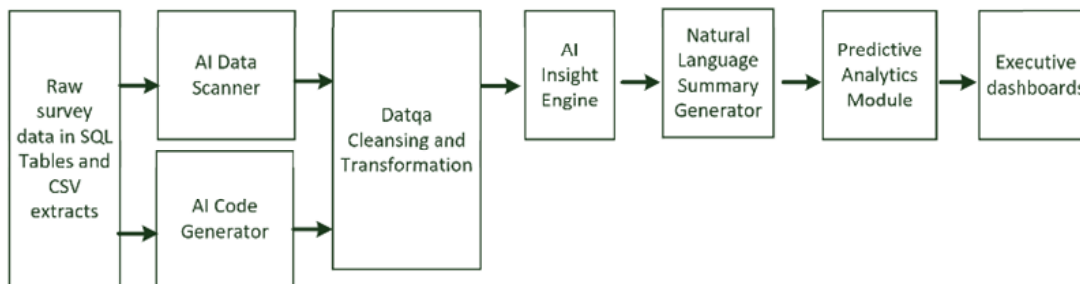 Raw
survey
data in SQL
Tables and
CSV
extracts
AI Data
Scanner
AI Code
Generator
Datqa
Cleansing and
Transformation
AI
Insight
Engine
Natural
Language
Summary
Generator
Predictive
Analytics
Module
Executive
dashboards